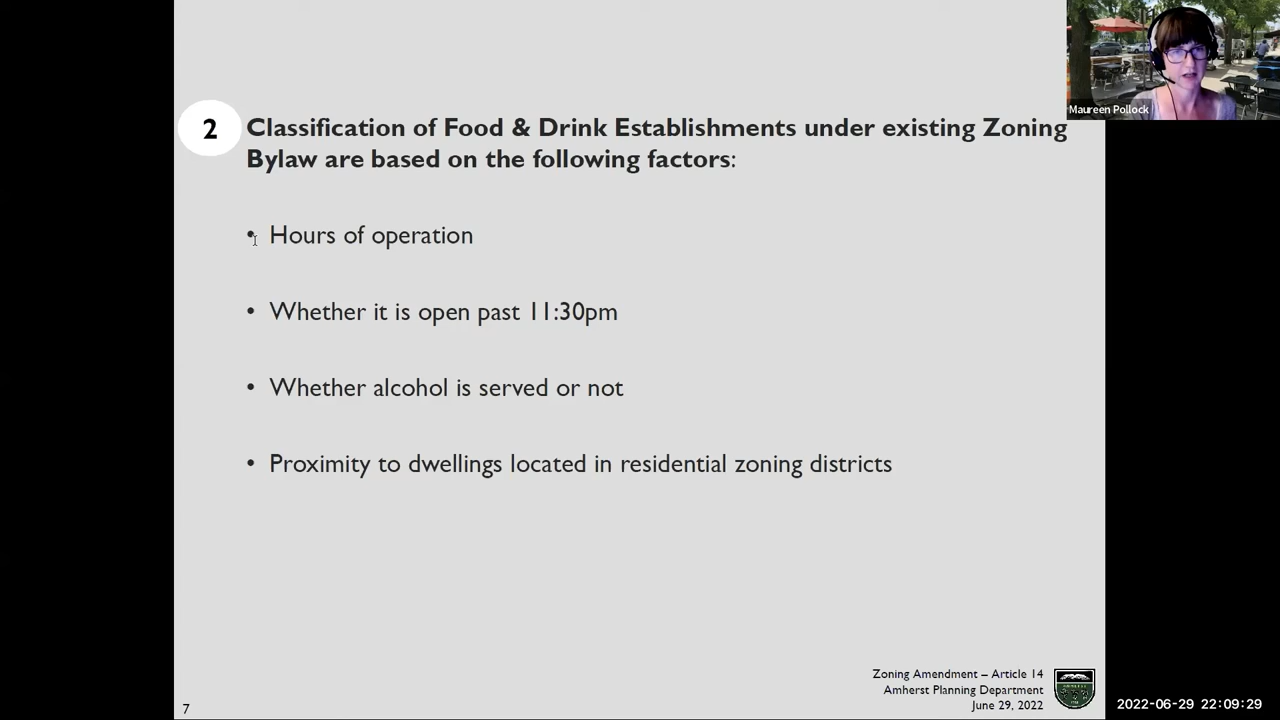 Maureen Pollock
2
Classification of Food & Drink Establishments under existing Zoning
Bylaw are based on the following factors:
• Hours of operation
• Whether it is open past 11:30pm
• Whether alcohol is served or not
• Proximity to dwellings located in residential zoning districts
Zoning Amendment – Article 14
Amherst Planning Department
June 29, 2022
7
2022-06-29 22:09:29